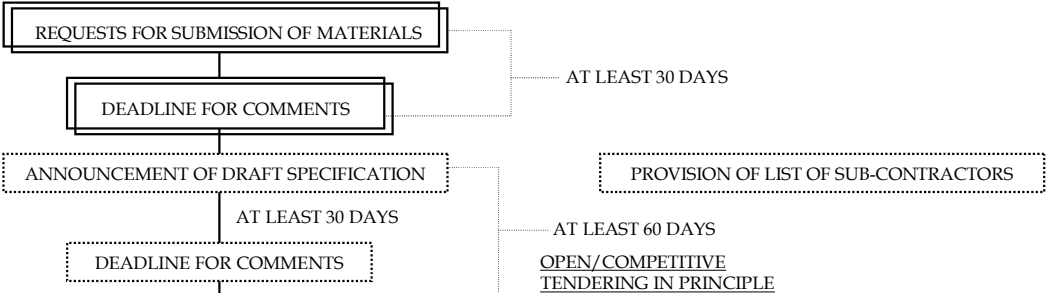 REQUESTS FOR SUBMISSION OF MATERIALS
AT LEAST 30 DAYS
DEADLINE FOR COMMENTS
ANNOUNCEMENT OF DRAFT SPECIFICATION
PROVISION OF LIST OF SUB-CONTRACTORS
AT LEAST 30 DAYS
AT LEAST 60 DAYS
DEADLINE FOR COMMENTS
OPEN/COMPETITIVE
TENDERING IN PRINCIPLE